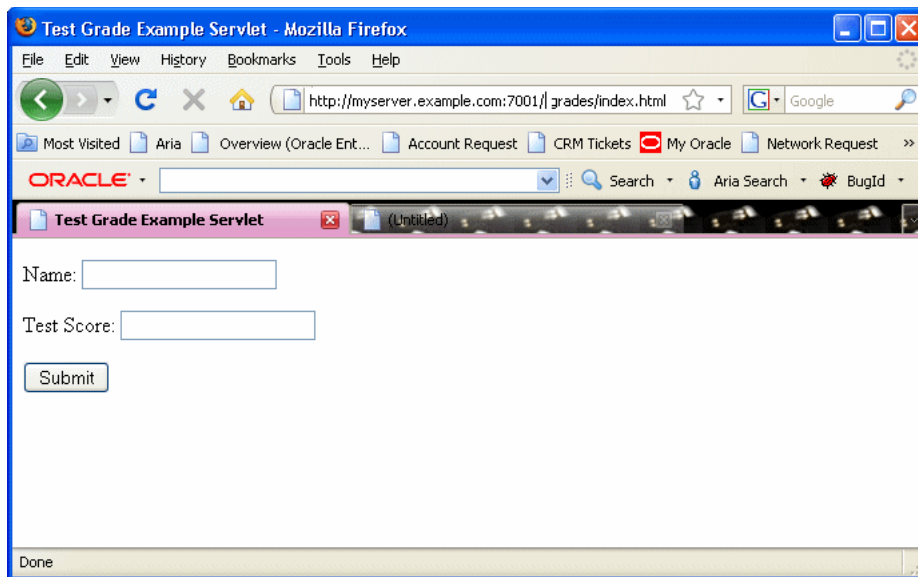 Test Grade Example Servlet - Mozilla Firefox
File Edit View History Bookmarks Tools Help
http://myserver.example.com:7001/ grades/index.html G Google
Most Visited Aria Overview (Oracle Ent... Account Request CRM Tickets My Oracle Network Request »
ORACLE Search Aria Search BugId
Test Grade Example Servlet (Untitled)
Name:
Test Score:
Submit
Done